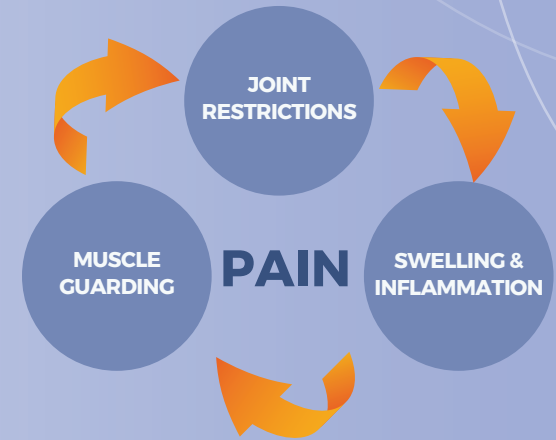 JOINT
RESTRICTIONS
MUSCLE
GUARDING
PAIN
SWELLING &
INFLAMMATION